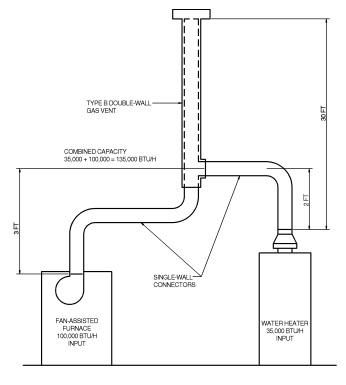 TYPE B DOUBLE-WALL
GAS VENT
30 FT
COMBINED CAPACITY
35,000 + 100,000 = 135,000 BTU/H
3 FT
2 FT
SINGLE-WALL
CONNECTORS
FAN-ASSISTED
FURNACE
100,000 BTU/H
INPUT
WATER HEATER
35,000 BTU/H
INPUT